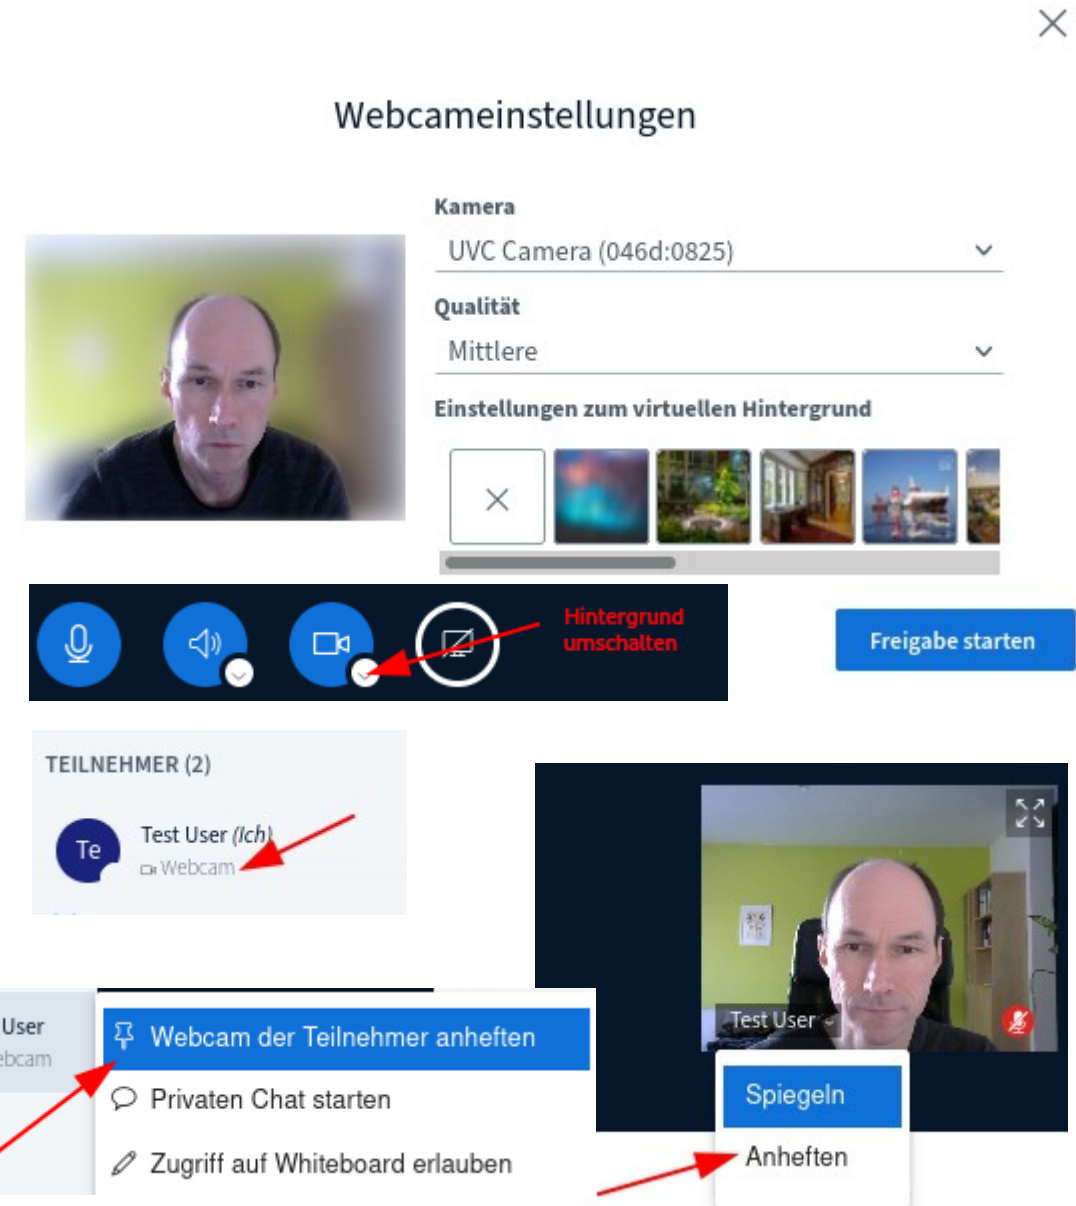 Webcameinstellungen
Kamera
UVC Camera (046d:0825)
Qualität
Mittlere
Einstellungen zum virtuellen Hintergrund
Hintergrund
umschalten
Freigabe starten
TEILNEHMER (2)
Te
Test User (Ich)
Webcam
Test User
User
ebcam
Webcam der Teilnehmer anheften
Privaten Chat starten
Zugriff auf Whiteboard erlauben
Spiegeln
Anheften